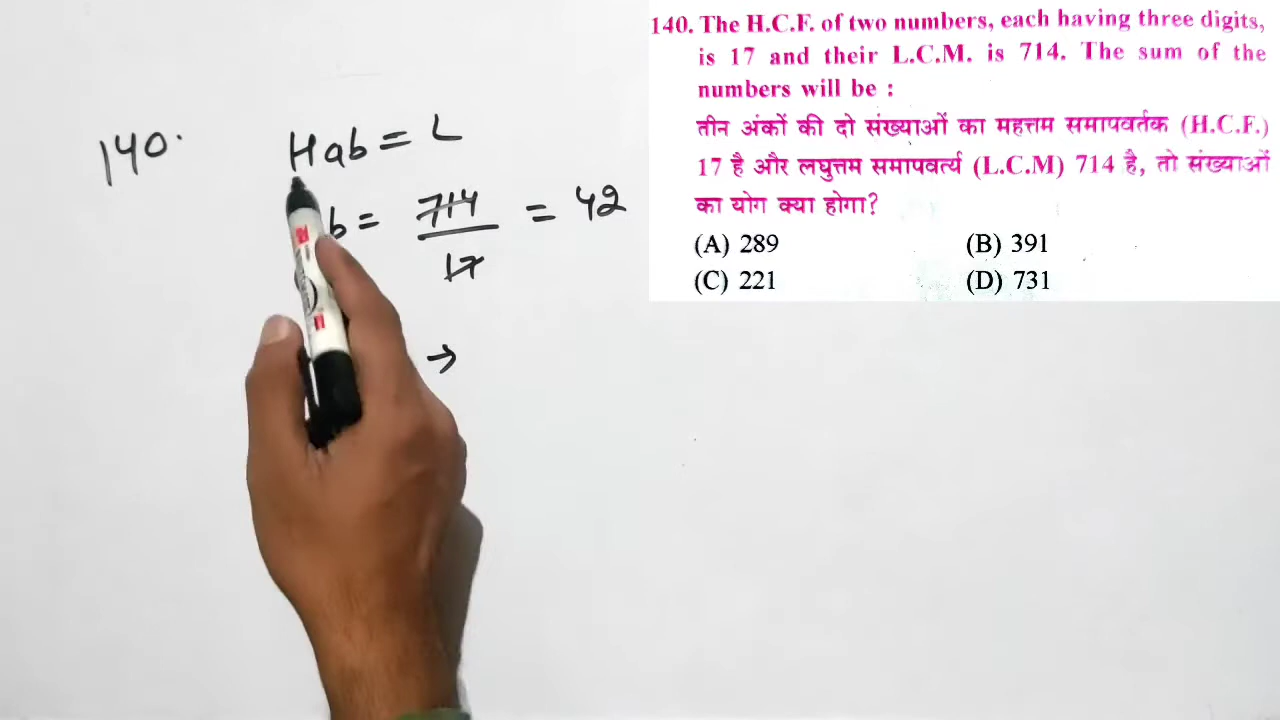 140. The H.C.F. of two numbers, each having three digits,
is 17 and their L.C.M. is 714. The sum of the
numbers will be :
तीन अंकों की दो संख्याओं का महत्तम समापवर्तक (H.C.F.)
17 है और लघुत्तम समापवर्त्य (L.C.M) 714 है, तो संख्याओं
का योग क्या होगा?
(A) 289 (B) 391
(C) 221 (D) 731
140. Hab = L
b = 714/17 = 42
→